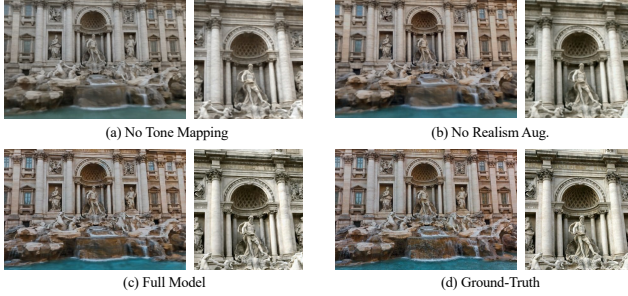 (a) No Tone Mapping
(b) No Realism Aug.
(c) Full Model
(d) Ground-Truth